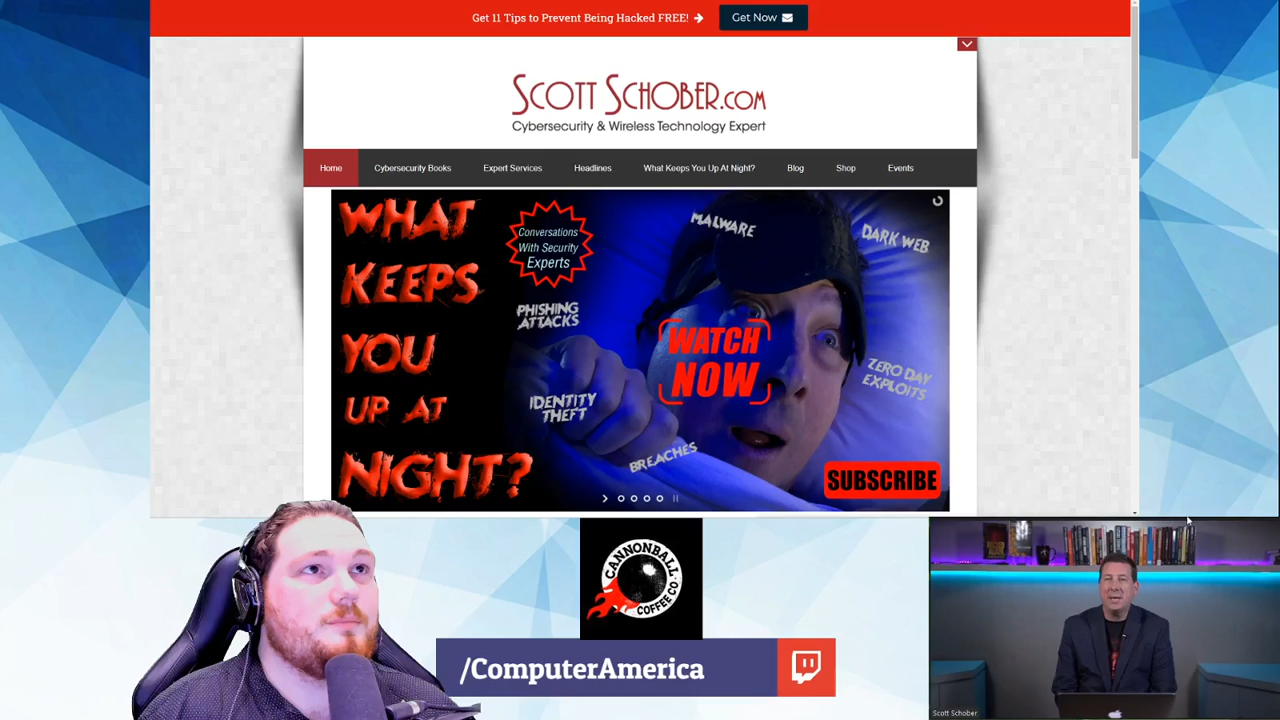 Get 11 Tips to Prevent Being Hacked FREE!
Get Now
SCOTT SCHOBER.COM
Cybersecurity & Wireless Technology Expert
Home
Cybersecurity Books
Expert Services
Headlines
What Keeps You Up At Night?
Blog
Shop
Events
WHAT
KEEPS
YOU
UP AT
NIGHT?
Conversations
With Security
Experts
MALWARE
DARK WEB
PHISHING
ATTACKS
WATCH
NOW
ZERO DAY
EXPLOITS
IDENTITY
THEFT
BREACHES
SUBSCRIBE
CANNONBALL
COFFEE CO.
/ComputerAmerica
Scott Schober